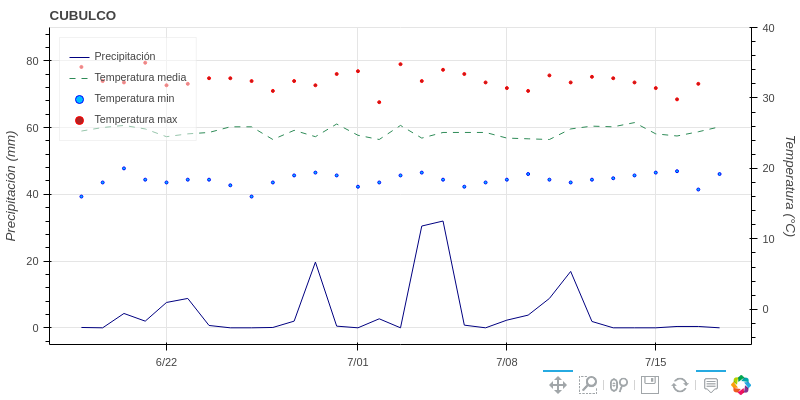 CUBULCO
Precipitación
Temperatura media
Temperatura min
Temperatura max
Precipitación (mm)
80
60
40
20
0
Temperatura (°C)
40
30
20
10
0
6/22
7/01
7/08
7/15